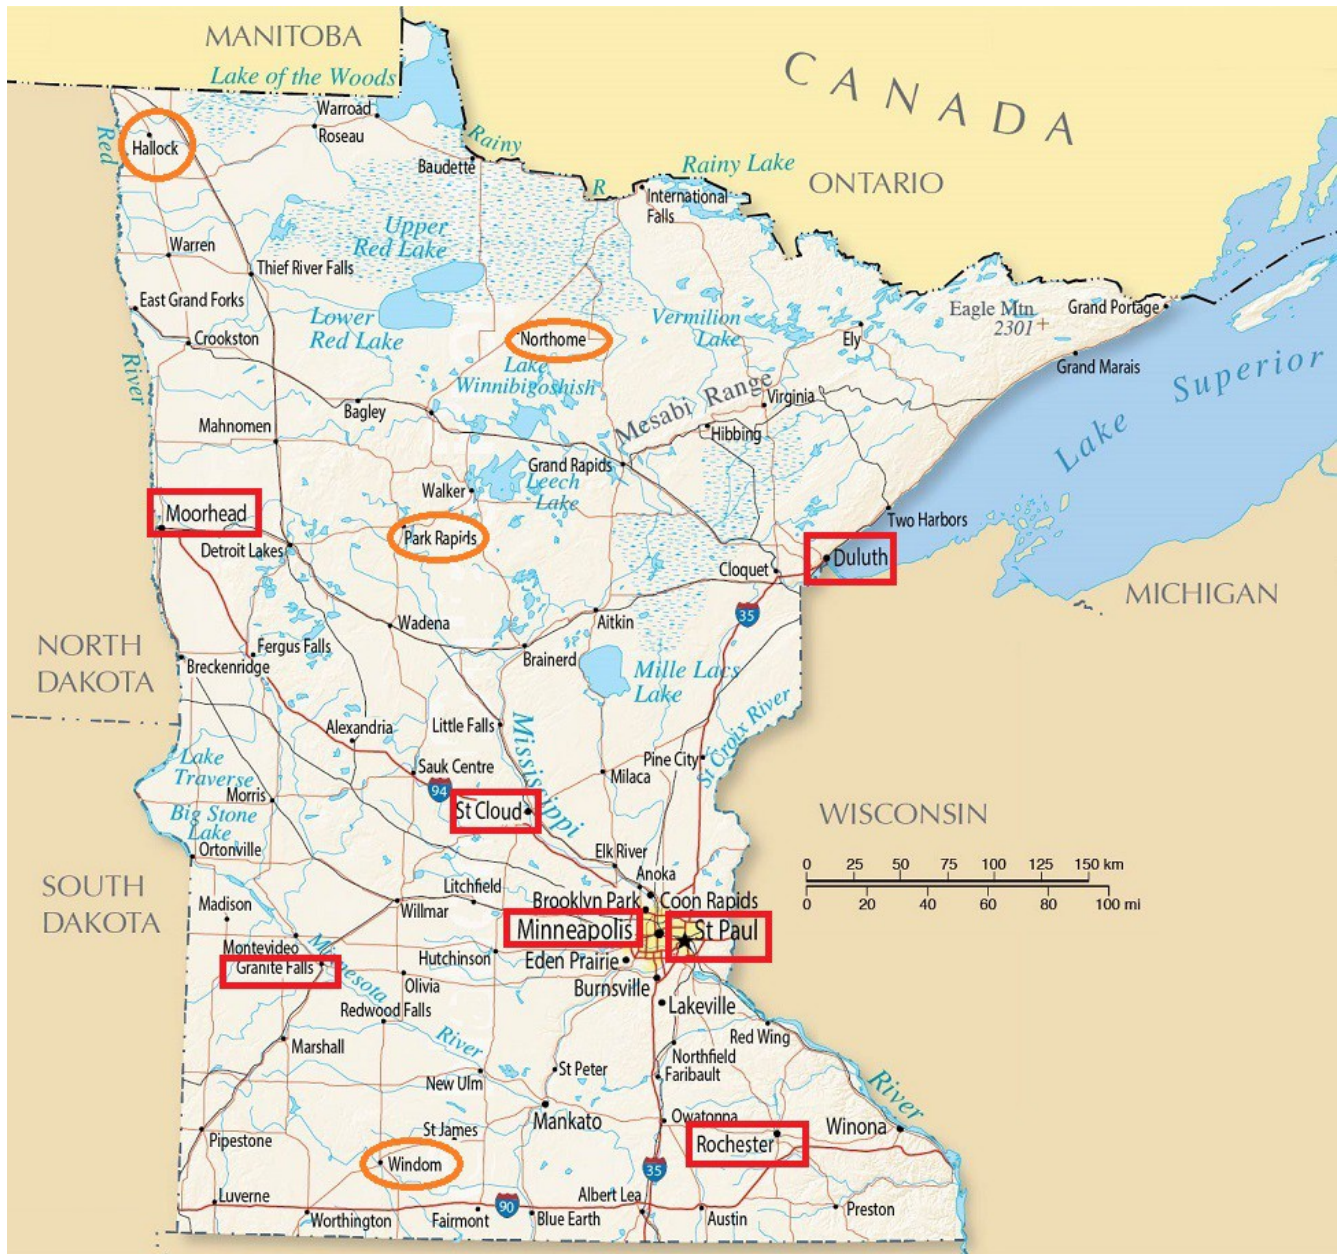 MANITOBA
CANADA
Lake of the Woods
Warroad
Roseau
Hallock
Red
Rainy
Baudette
R
Rainy Lake
International
Falls
ONTARIO
Upper
Red Lake
Warren
Thief River Falls
East Grand Forks
Lower
Red Lake
Crookston
River
Northome
Vermilion
Lake
Ely
Eagle Mtn
2301
Grand Portage
Grand Marais
Lake Superior
Lake
Winnibigoshish
Mesabi Range
Virginia
Hibbing
Bagley
Mahnomen
Grand Rapids
Leech
Lake
Walker
Moorhead
Park Rapids
Detroit Lakes
Two Harbors
Duluth
Cloquet
MICHIGAN
35
Aitkin
Wadena
Brainerd
NORTH
DAKOTA
Fergus Falls
Breckenridge
Mille Lacs
Lake
Little Falls
Mississippi
Alexandria
Pine City
St Croix River
Lake
Traverse
Sauk Centre
Milaca
94
Morris
St Cloud
Big Stone
Lake
WISCONSIN
Ortonville
Elk River
Anoka
0 25 50 75 100 125 150 km
0 20 40 60 80 100 mi
SOUTH
DAKOTA
Madison
Litchfield
Willmar
Brooklyn Park
Coon Rapids
Minneapolis
St Paul
Montevideo
Minnesota
Granite Falls
Hutchinson
Eden Prairie
Olivia
Burnsville
Redwood Falls
Lakeville
River
Red Wing
Marshall
Northfield
St Peter
Faribault
New Ulm
River
Mankato
Owatonna
Winona
St James
Rochester
Pipestone
Windom
35
Luverne
90
Albert Lea
Worthington
Fairmont
Blue Earth
Austin
Preston